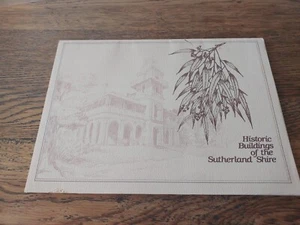 Historic
Buildings
of the
Sutherland Shire